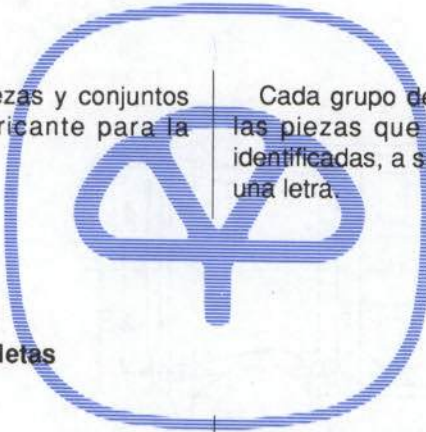 ezas y conjuntos
ricante para la
letas
Cada grupo de
las piezas que
identificadas, a s
una letra.